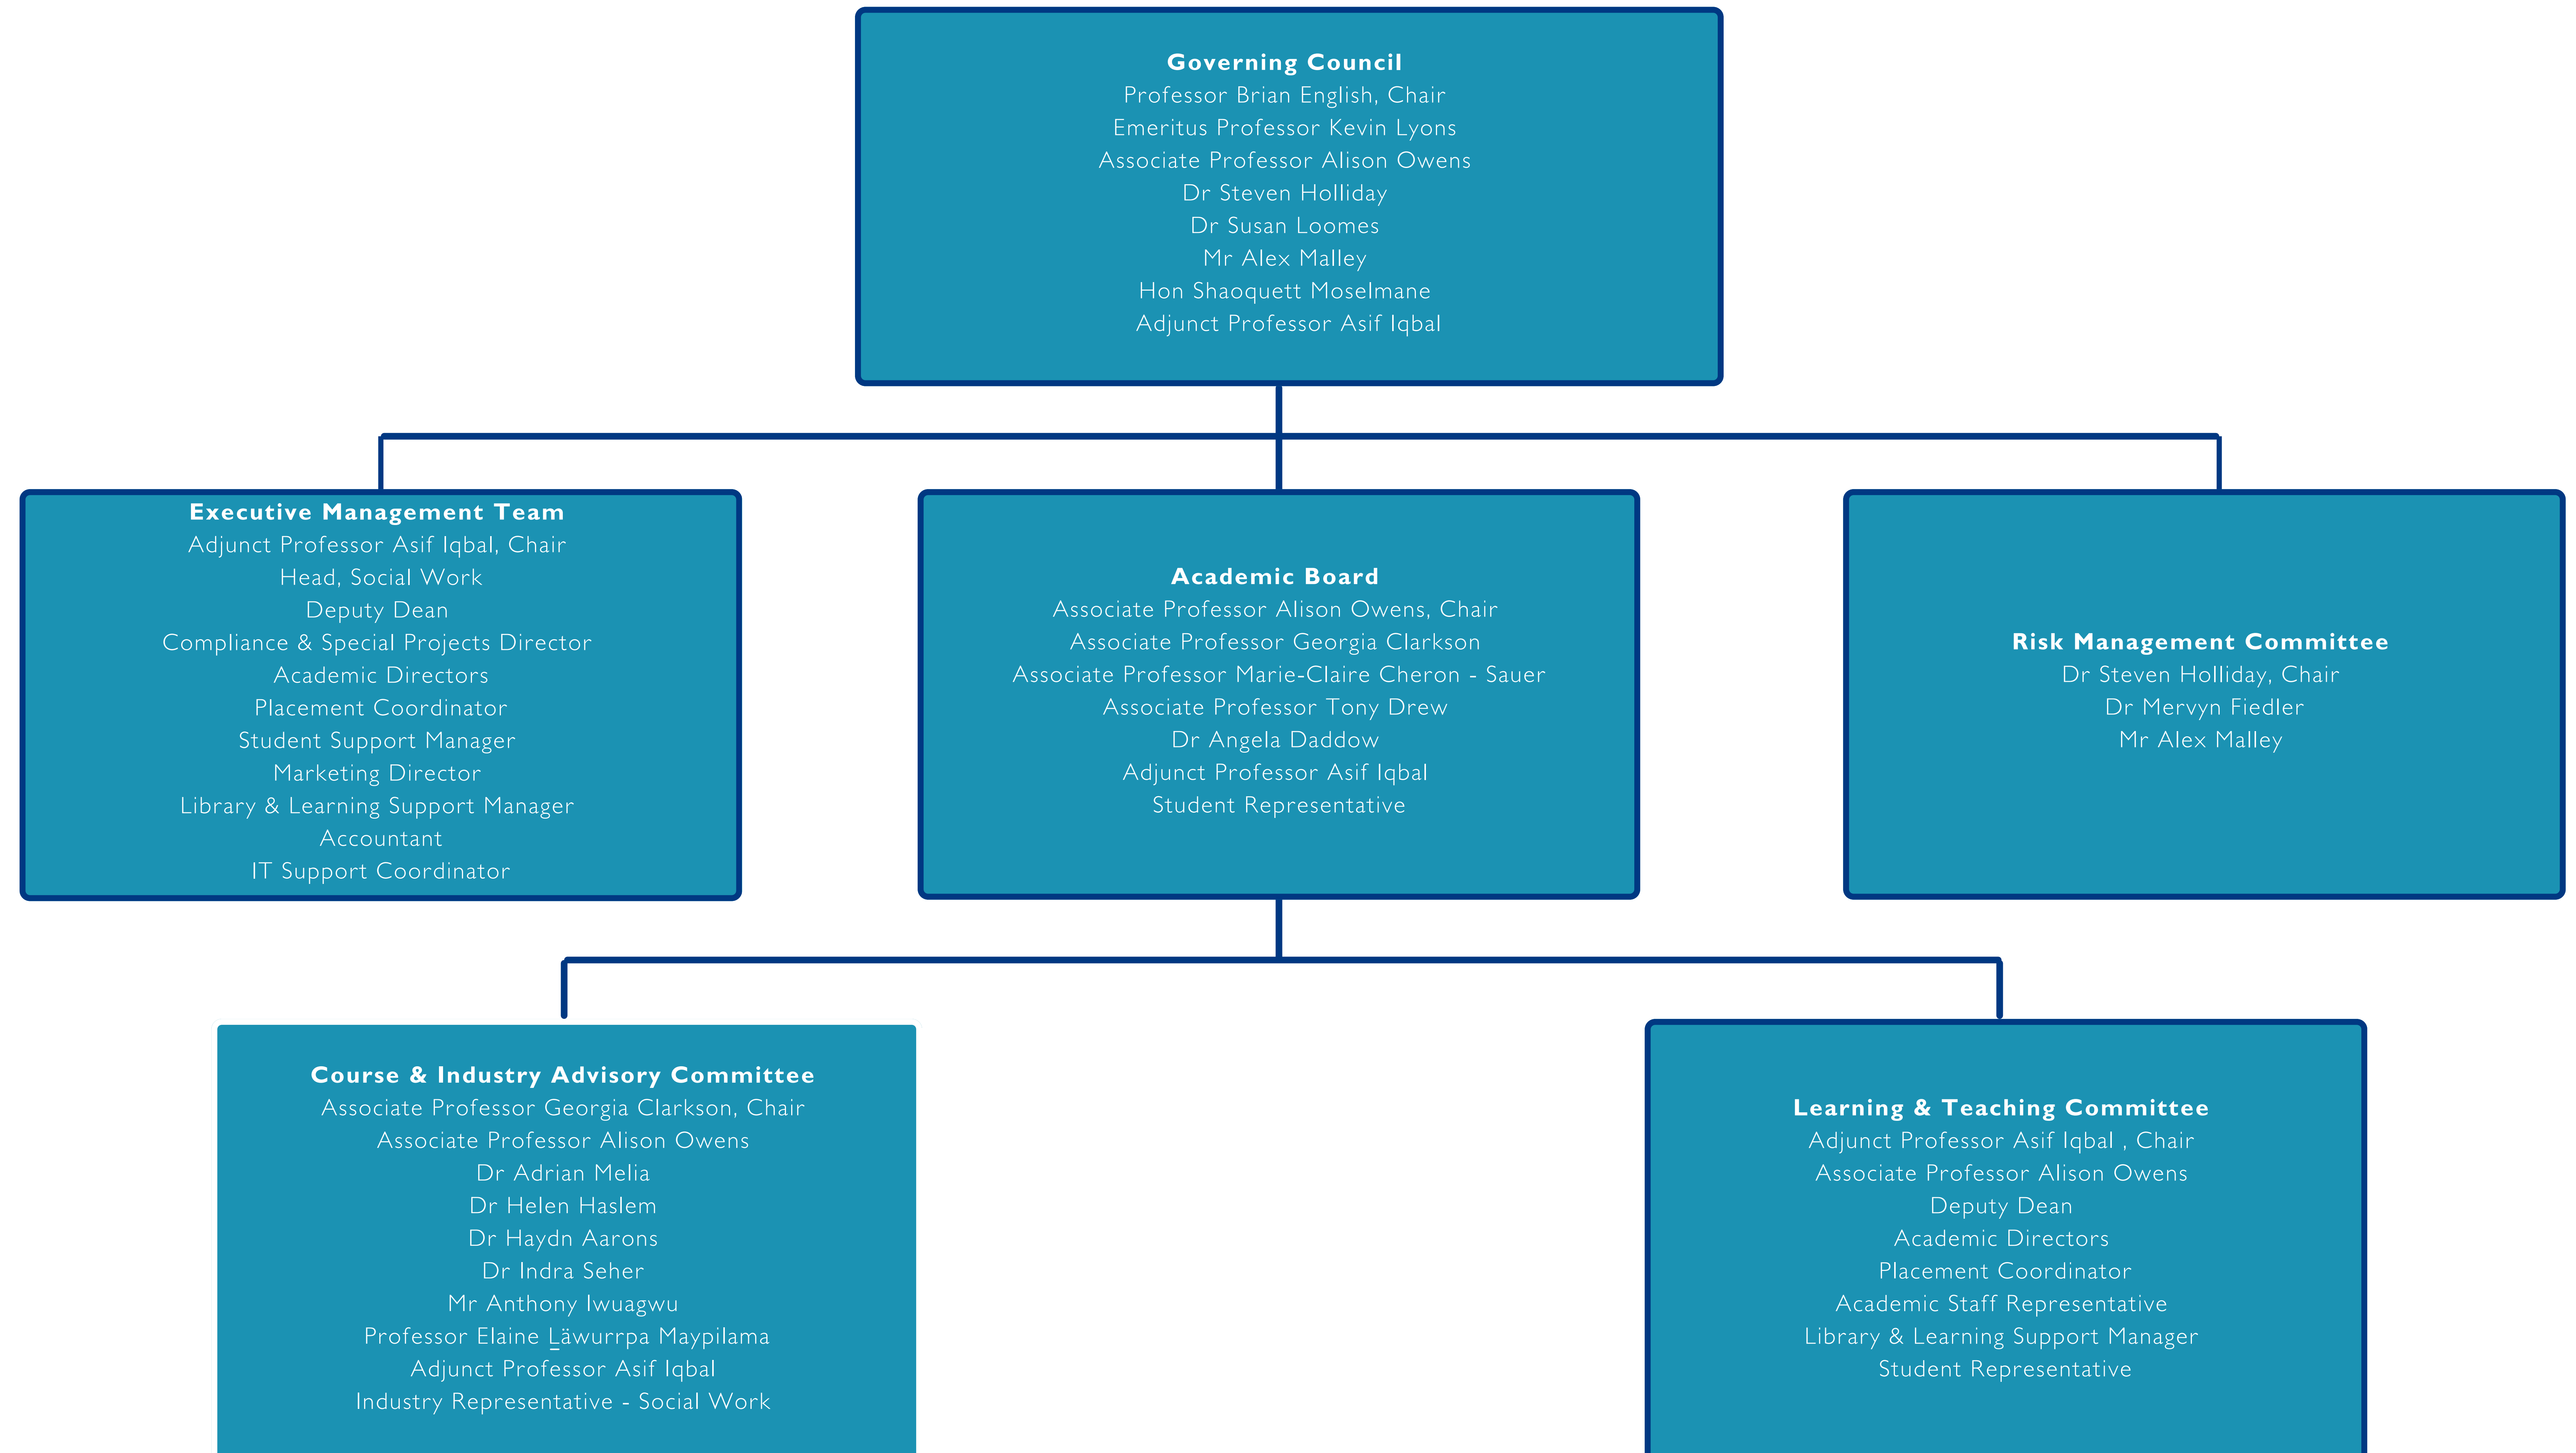 Governing Council
Professor Brian English, Chair
Emeritus Professor Kevin Lyons
Associate Professor Alison Owens
Dr Steven Holliday
Dr Susan Loomes
Mr Alex Malley
Hon Shaoquett Moselmane
Adjunct Professor Asif Iqbal
Executive Management Team
Adjunct Professor Asif Iqbal, Chair
Head, Social Work
Deputy Dean
Compliance & Special Projects Director
Academic Directors
Placement Coordinator
Student Support Manager
Marketing Director
Library & Learning Support Manager
Accountant
IT Support Coordinator
Academic Board
Associate Professor Alison Owens, Chair
Associate Professor Georgia Clarkson
Associate Professor Marie-Claire Cheron - Sauer
Associate Professor Tony Drew
Dr Angela Daddow
Adjunct Professor Asif Iqbal
Student Representative
Risk Management Committee
Dr Steven Holliday, Chair
Dr Mervyn Fiedler
Mr Alex Malley
Course & Industry Advisory Committee
Associate Professor Georgia Clarkson, Chair
Associate Professor Alison Owens
Dr Adrian Melia
Dr Helen Haslem
Dr Haydn Aarons
Dr Indra Seher
Mr Anthony Iwuagwu
Professor Elaine Ḻäwurrpa Maypilama
Adjunct Professor Asif Iqbal
Industry Representative - Social Work
Learning & Teaching Committee
Adjunct Professor Asif Iqbal , Chair
Associate Professor Alison Owens
Deputy Dean
Academic Directors
Placement Coordinator
Academic Staff Representative
Library & Learning Support Manager
Student Representative